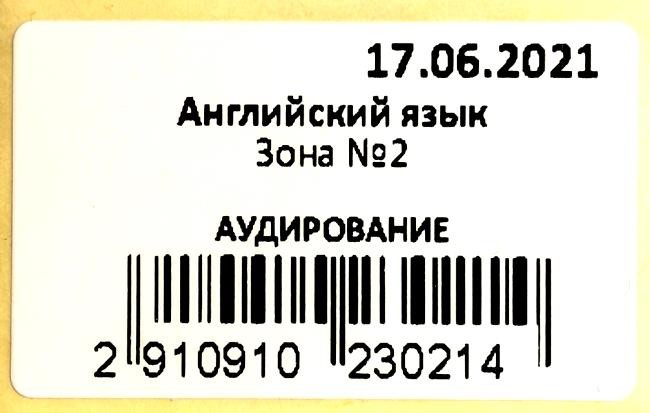 17.06.2021
Английский язык
Зона №2
АУДИРОВАНИЕ
2 910910 230214